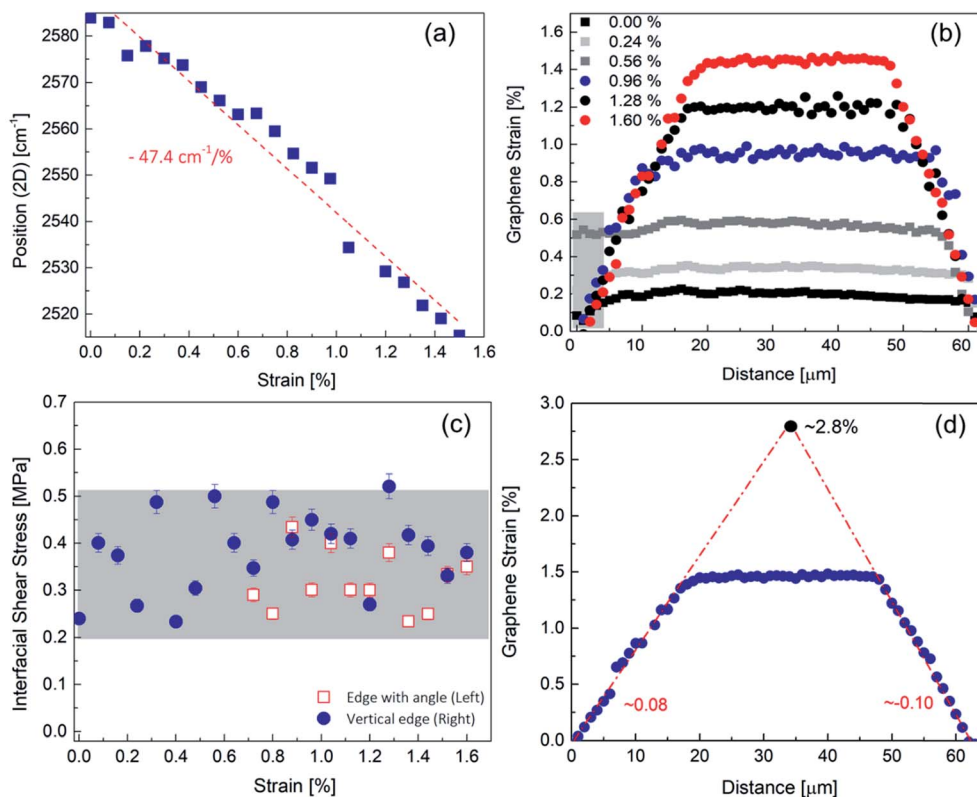 (a)
Position (2D) [cm⁻¹]
2580
2570
2560
2550
2540
2530
2520
- 47.4 cm⁻¹/%
0.0 0.2 0.4 0.6 0.8 1.0 1.2 1.4 1.6
Strain [%]
(b)
Graphene Strain [%]
1.6
1.4
1.2
1.0
0.8
0.6
0.4
0.2
0.0
0.00 %
0.24 %
0.56 %
0.96 %
1.28 %
1.60 %
0 10 20 30 40 50 60
Distance [μm]
(c)
Interfacial Shear Stress [MPa]
0.7
0.6
0.5
0.4
0.3
0.2
0.1
0.0
Edge with angle (Left)
Vertical edge (Right)
0.0 0.2 0.4 0.6 0.8 1.0 1.2 1.4 1.6
Strain [%]
(d)
Graphene Strain [%]
3.0
2.5
2.0
1.5
1.0
0.5
0.0
~2.8%
~0.08
~-0.10
0 10 20 30 40 50 60
Distance [μm]